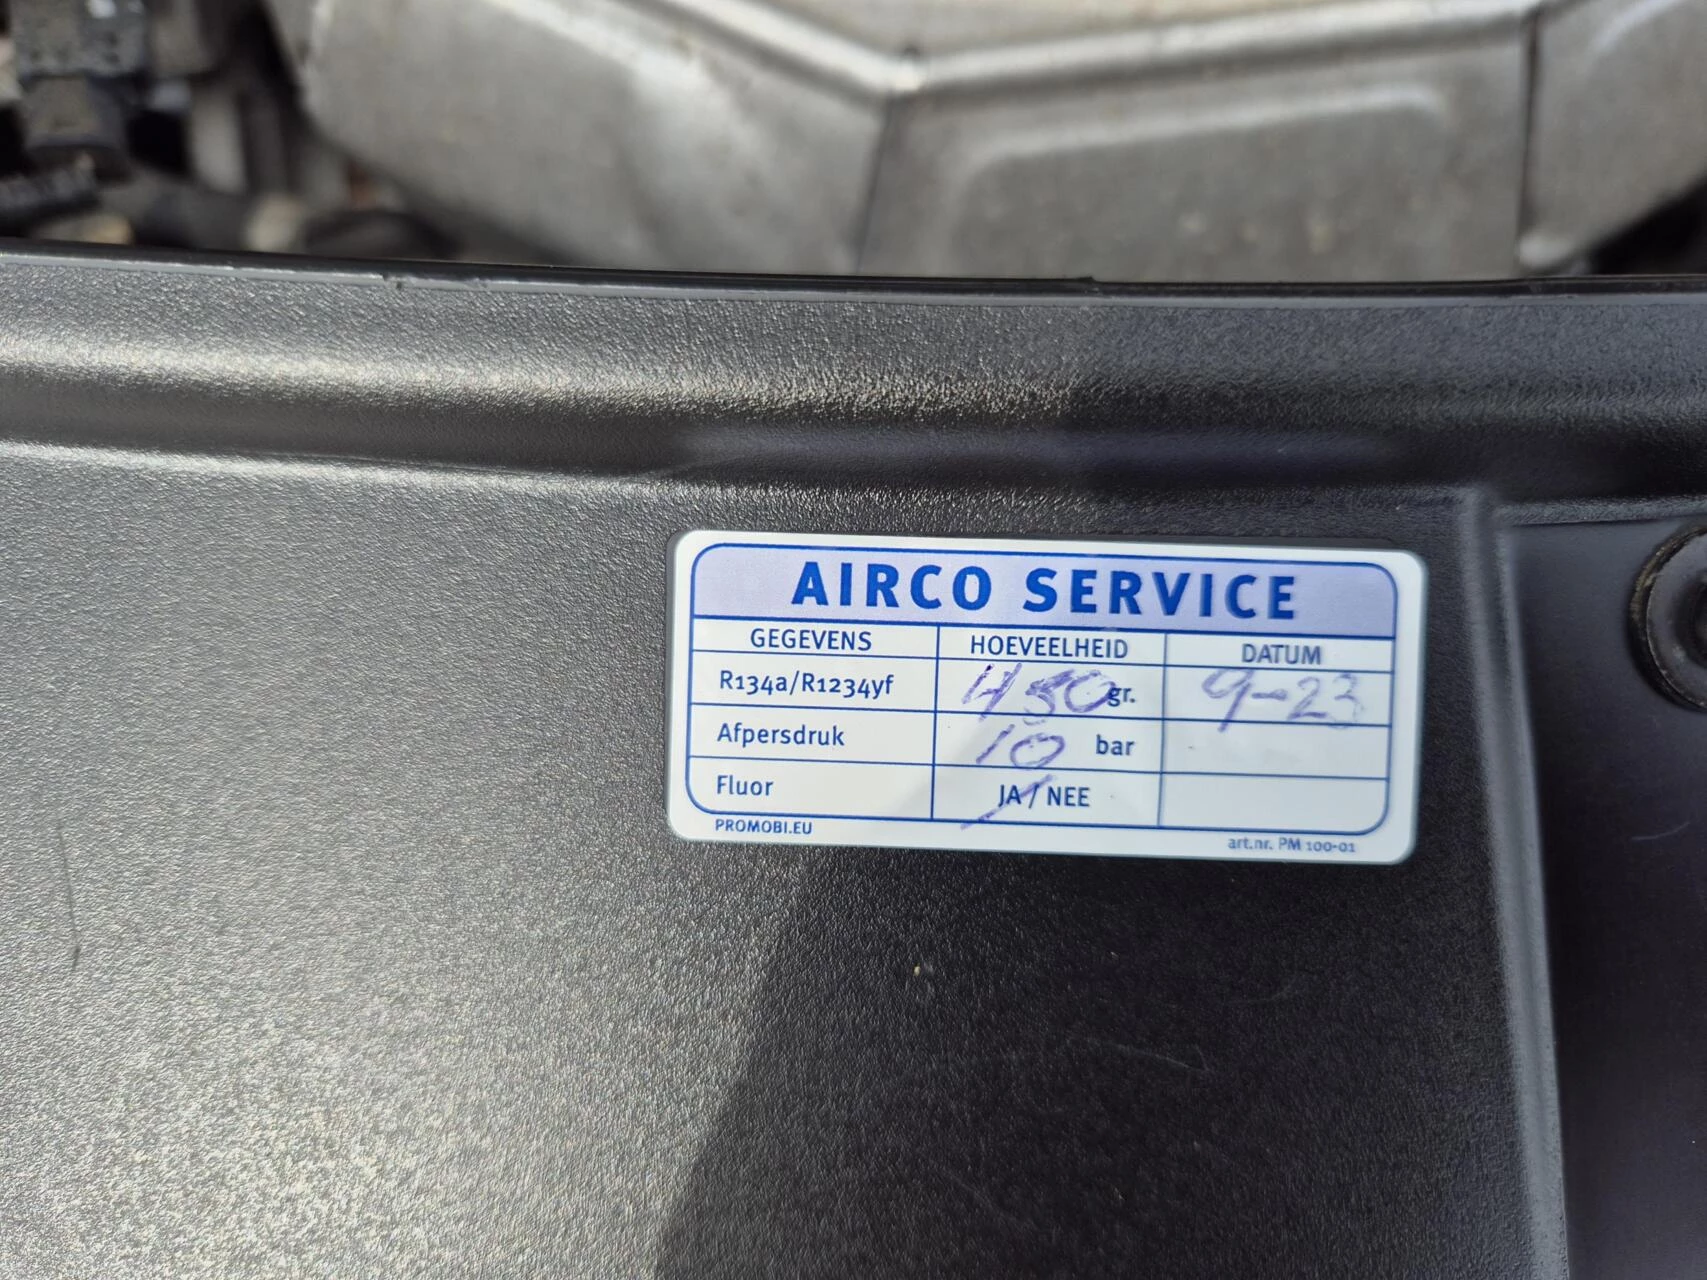 AIRCO SERVICE
GEGEVENS HOEVEELHEID DATUM
R134a/R1234yf 450 gr. 9-23
Afpersdruk 10 bar
Fluor JA / NEE
PROMOBI.EU art.nr. PM 100-01